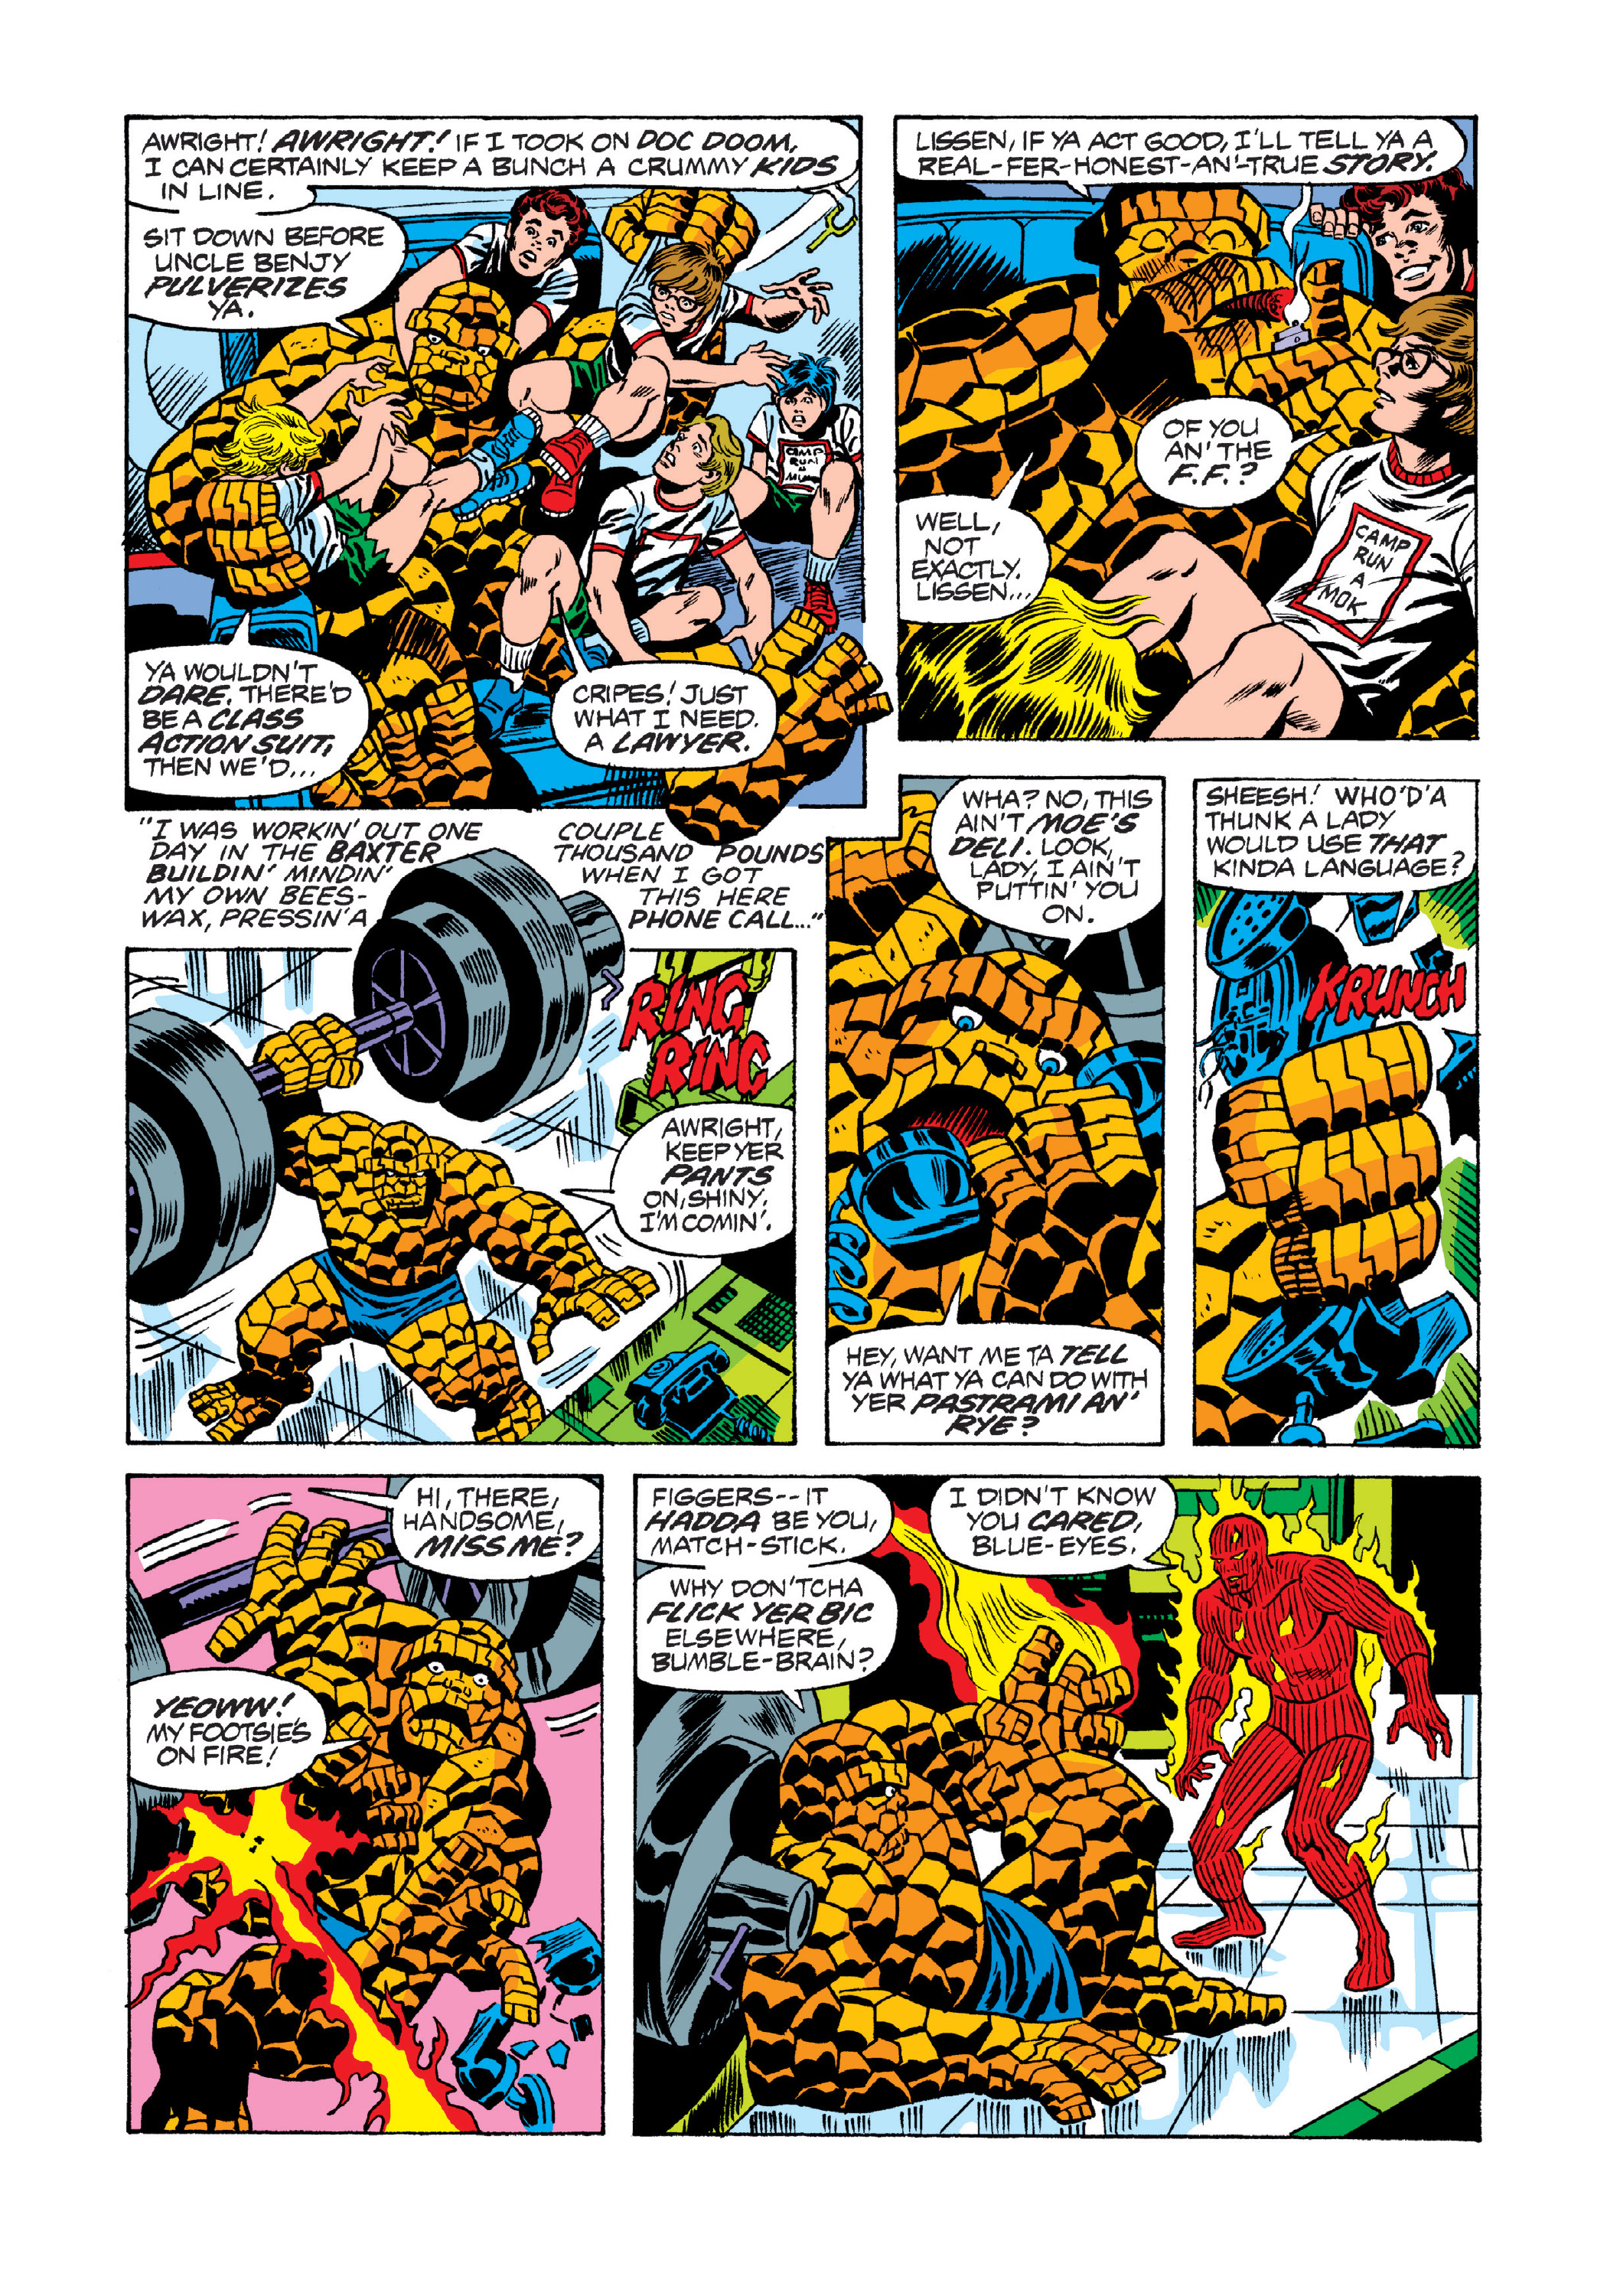 AWRIGHT! AWRIGHT! IF I TOOK ON DOC DOOM,
I CAN CERTAINLY KEEP A BUNCH A CRUMMY KIDS
IN LINE.
SIT DOWN BEFORE
UNCLE BENJY
PULVERIZES
YA.
CAMP
RUN
A
YA WOULDN'T
DARE. THERE'D
BE A CLASS
ACTION SUIT,
THEN WE'D...
CRIPES! JUST
WHAT I NEED.
A LAWYER.
LISSEN, IF YA ACT GOOD, I'LL TELL YA A
REAL-FER-HONEST-AN'-TRUE STORY.
OF YOU
AN' THE
F.F.?
WELL,
NOT
EXACTLY.
LISSEN...
CAMP
RUN
A
MOK
"I WAS WORKIN' OUT ONE
DAY IN THE BAXTER
BUILDIN' MINDIN'
MY OWN BEES-
WAX, PRESSIN' A
COUPLE
THOUSAND POUNDS
WHEN I GOT
THIS HERE
PHONE CALL..."
RING
RING
AWRIGHT,
KEEP YER
PANTS
ON, SHINY.
I'M COMIN'.
WHA? NO, THIS
AIN'T MOE'S
DELI. LOOK,
LADY, I AIN'T
PUTTIN' YOU
ON.
HEY, WANT ME TA TELL
YA WHAT YA CAN DO WITH
YER PASTRAMI AN'
RYE?
SHEESH! WHO'D'A
THUNK A LADY
WOULD USE THAT
KINDA LANGUAGE?
KRUNCH
HI, THERE,
HANDSOME,
MISS ME?
YEOWW!
MY FOOTSIE'S
ON FIRE!
FIGGERS--IT
HADDA BE YOU,
MATCH-STICK.
WHY DON'TCHA
FLICK YER BIC
ELSEWHERE,
BUMBLE-BRAIN?
I DIDN'T KNOW
YOU CARED,
BLUE-EYES.